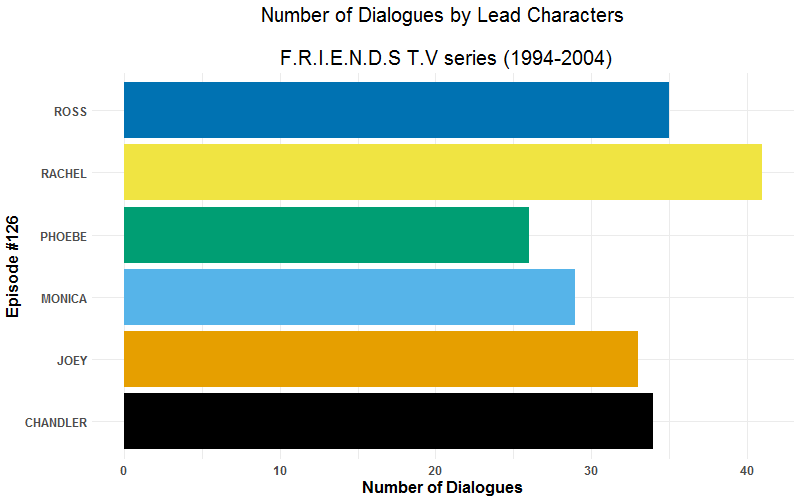 Number of Dialogues by Lead Characters
F.R.I.E.N.D.S T.V series (1994-2004)
ROSS
RACHEL
PHOEBE
MONICA
JOEY
CHANDLER
Episode #126
0 10 20 30 40
Number of Dialogues